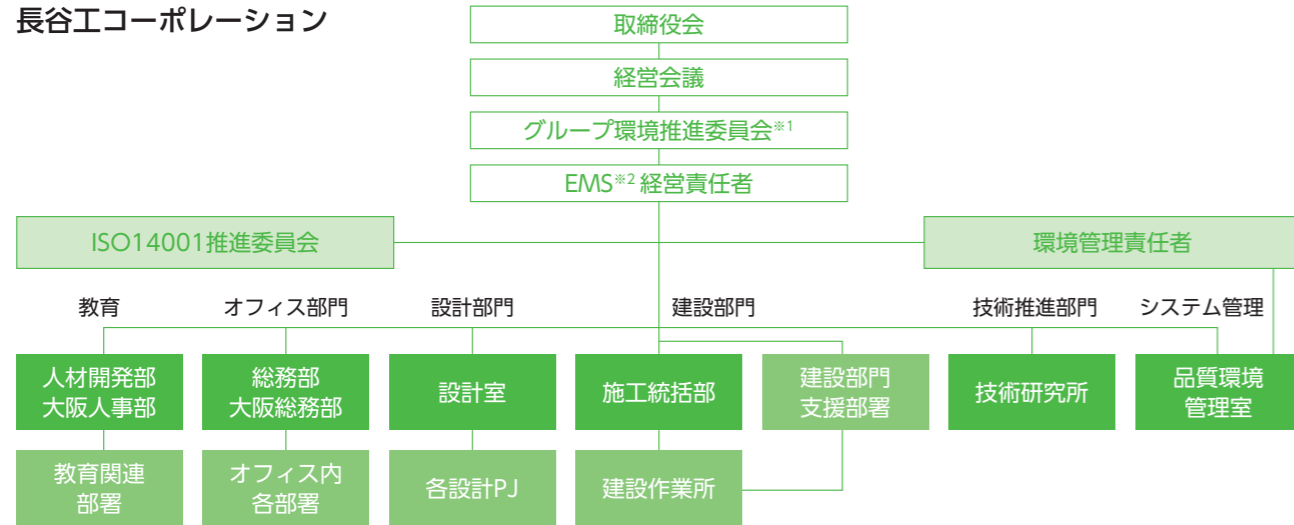 長谷工コーポレーション
取締役会
経営会議
グループ環境推進委員会※1
EMS※2 経営責任者
ISO14001推進委員会
環境管理責任者
教育
オフィス部門
設計部門
建設部門
技術推進部門
システム管理
人材開発部
大阪人事部
総務部
大阪総務部
設計室
施工統括部
建設部門
支援部署
技術研究所
品質環境
管理室
教育関連
部署
オフィス内
各部署
各設計PJ
建設作業所